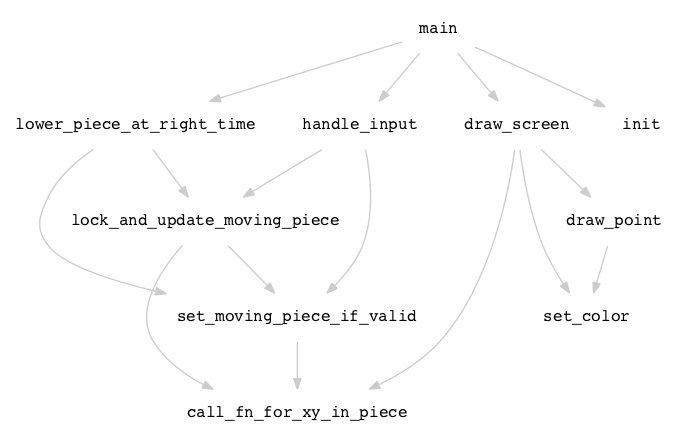 main
lower_piece_at_right_time handle_input draw_screen init
lock_and_update_moving_piece draw_point
set_moving_piece_if_valid set_color
call_fn_for_xy_in_piece